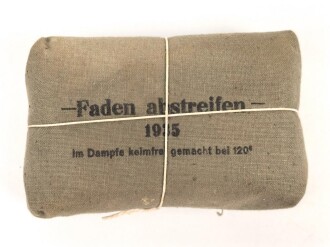 —Faden abstreifen—
1935
Im Dampfe keimfrei gemacht bei 120°